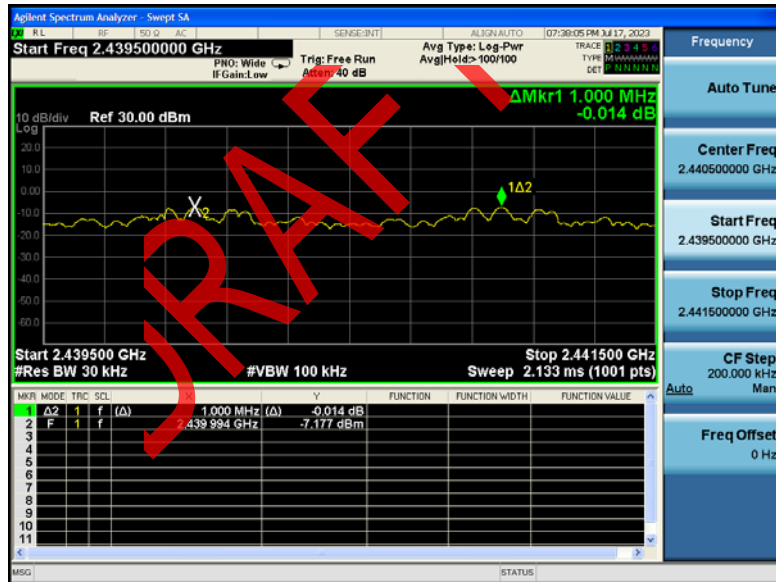 Agilent Spectrum Analyzer - Swept SA
RL RF 50 Ω AC SENSE:INT ALIGN AUTO 07:38:05 PM Jul 17, 2023
Start Freq 2.439500000 GHz
PNO: Wide
IFGain:Low
Trig: Free Run
Atten: 40 dB
Avg Type: Log-Pwr
Avg|Hold:> 100/100
TRACE 1 2 3 4 5 6
TYPE M
DET P N N N N N
ΔMkr1 1.000 MHz
-0.014 dB
10 dB/div Ref 30.00 dBm
Log
20.0
10.0
0.00
-10.0
-20.0
-30.0
-40.0
-50.0
-60.0
X2
1Δ2
Start 2.439500 GHz Stop 2.441500 GHz
#Res BW 30 kHz #VBW 100 kHz Sweep 2.133 ms (1001 pts)
MKR MODE TRC SCL X Y FUNCTION FUNCTION WIDTH FUNCTION VALUE
1 Δ2 1 f (Δ) 1.000 MHz (Δ) -0.014 dB
2 F 1 f 2.439 994 GHz -7.177 dBm
3
4
5
6
7
8
9
10
11
MSG STATUS
Frequency
Auto Tune
Center Freq
2.440500000 GHz
Start Freq
2.439500000 GHz
Stop Freq
2.441500000 GHz
CF Step
200.000 kHz
Auto Man
Freq Offset
0 Hz
DRAFT